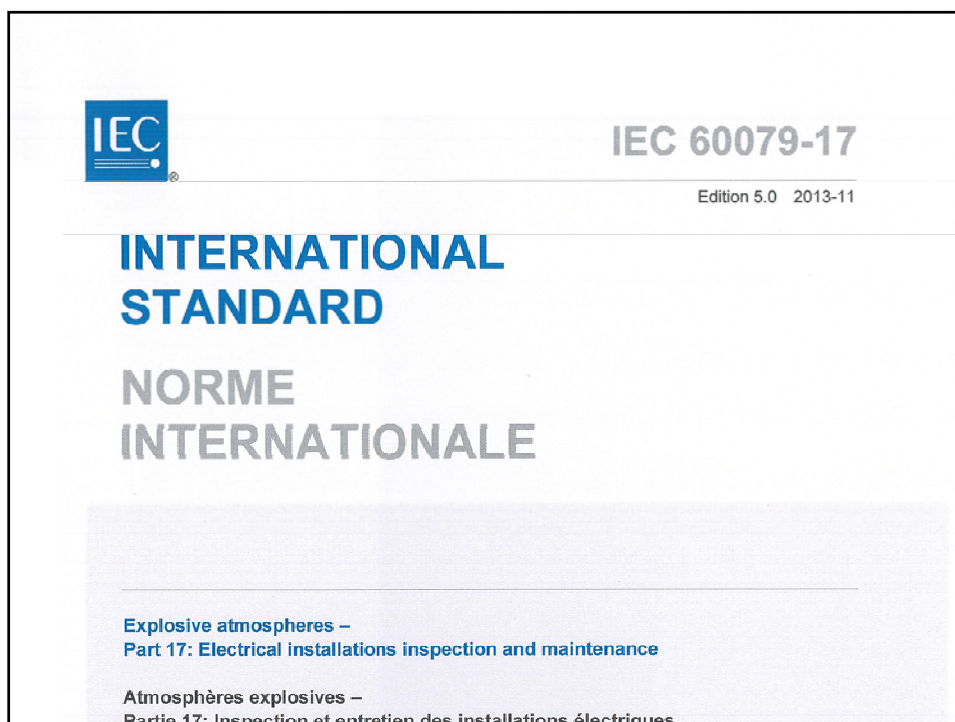 IEC
®
IEC 60079-17
Edition 5.0 2013-11
INTERNATIONAL
STANDARD
NORME
INTERNATIONALE
Explosive atmospheres –
Part 17: Electrical installations inspection and maintenance
Atmosphères explosives –
Partie 17: Inspection et entretien des installations électriques